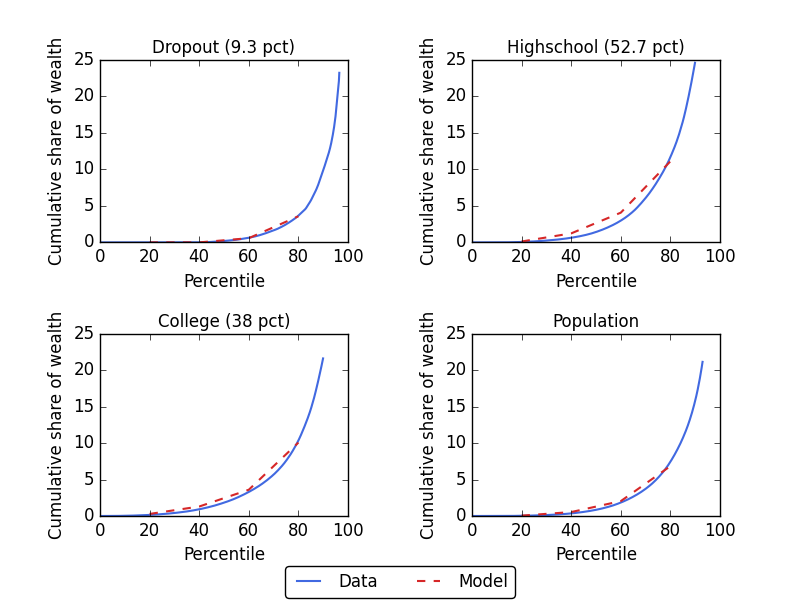 Dropout (9.3 pct)
Cumulative share of wealth
25
20
15
10
5
0
0 20 40 60 80 100
Percentile
Highschool (52.7 pct)
Cumulative share of wealth
25
20
15
10
5
0
0 20 40 60 80 100
Percentile
College (38 pct)
Cumulative share of wealth
25
20
15
10
5
0
0 20 40 60 80 100
Percentile
Population
Cumulative share of wealth
25
20
15
10
5
0
0 20 40 60 80 100
Percentile
Data Model